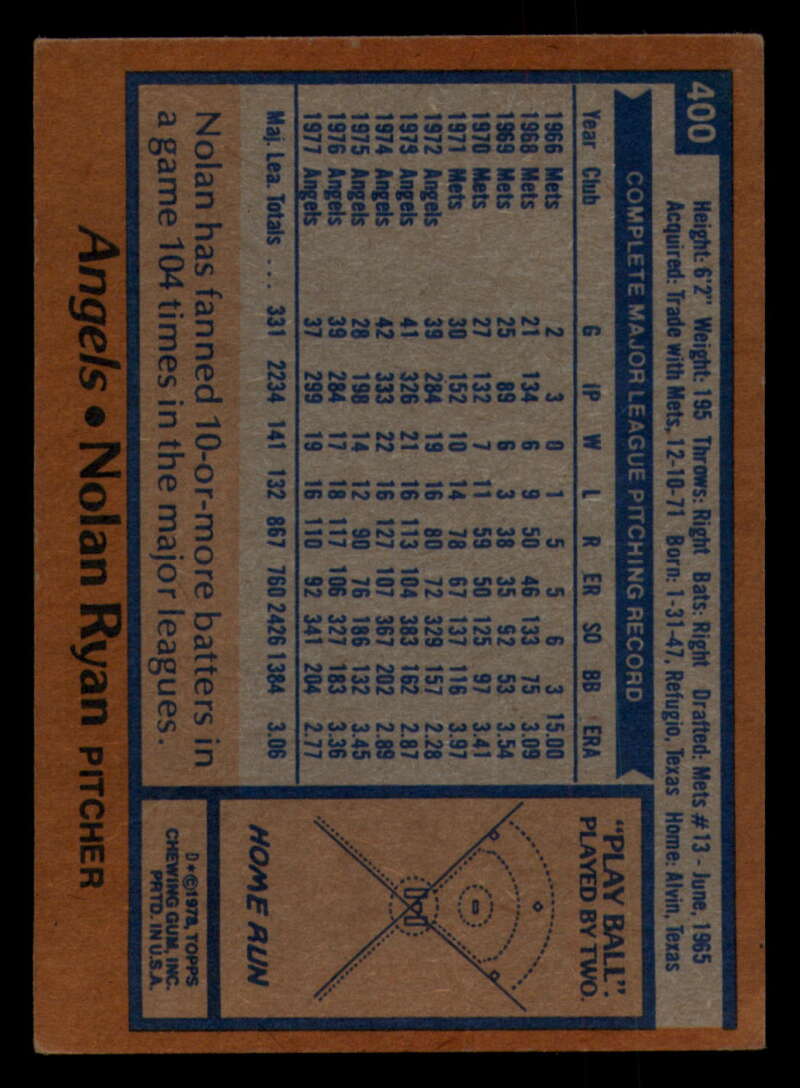 400
Height: 6'2" Weight: 195 Throws: Right Bats: Right Drafted: Mets #13 - June, 1965
Acquired: Trade with Mets, 12-10-71 Born: 1-31-47, Refugio, Texas Home: Alvin, Texas
COMPLETE MAJOR LEAGUE PITCHING RECORD
Year Club G IP W L R ER SO BB ERA
1966 Mets 2 3 0 1 5 5 6 3 15.00
1968 Mets 21 134 6 9 50 46 133 75 3.09
1969 Mets 25 89 6 3 38 35 92 53 3.54
1970 Mets 27 132 7 11 59 50 125 97 3.41
1971 Mets 30 152 10 14 78 67 137 116 3.97
1972 Angels 39 284 19 16 80 72 329 157 2.28
1973 Angels 41 326 21 16 113 104 383 162 2.87
1974 Angels 42 333 22 16 127 107 367 202 2.89
1975 Angels 28 198 14 12 90 76 186 132 3.45
1976 Angels 39 284 17 18 117 106 327 183 3.36
1977 Angels 37 299 19 16 110 92 341 204 2.77
Maj. Lea. Totals ... 331 2234 141 132 867 760 2426 1384 3.06
Nolan has fanned 10-or-more batters in
a game 104 times in the major leagues.
"PLAY BALL":
PLAYED BY TWO.
HOME RUN
D*©1978, TOPPS
CHEWING GUM, INC.
PRTD. IN U.S.A.
Angels • Nolan Ryan PITCHER